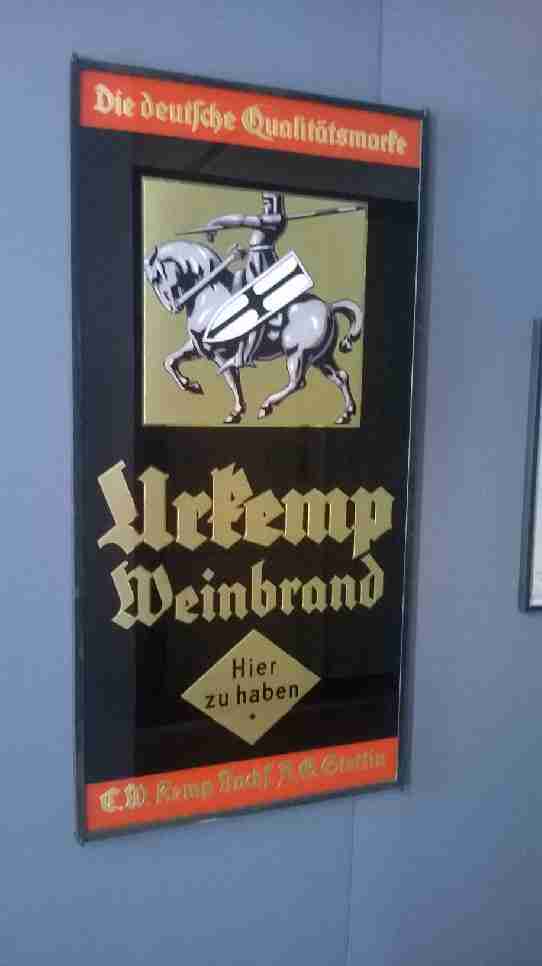 Die deutsche Qualitätsmarke
Urkemp
Weinbrand
Hier
zu haben
C.W. Kemp Nachf. A.G. Stettin